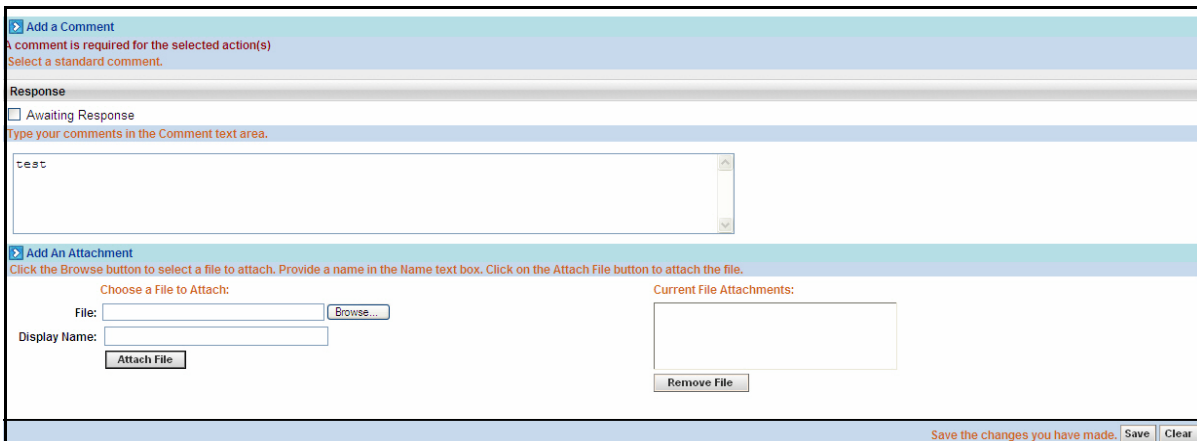 Add a Comment
A comment is required for the selected action(s)
Select a standard comment.
Response
Awaiting Response
Type your comments in the Comment text area.
test
Add An Attachment
Click the Browse button to select a file to attach. Provide a name in the Name text box. Click on the Attach File button to attach the file.
Choose a File to Attach:
Current File Attachments:
File:
Browse...
Display Name:
Attach File
Remove File
Save the changes you have made. Save Clear